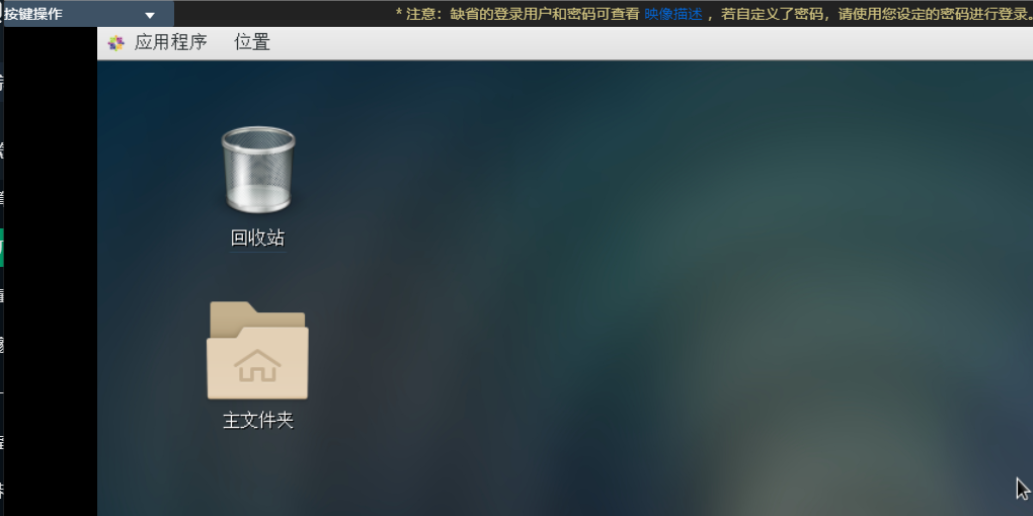 按键操作
* 注意：缺省的登录用户和密码可查看 映像描述 ，若自定义了密码，请使用您设定的密码进行登录。
应用程序 位置
回收站
主文件夹